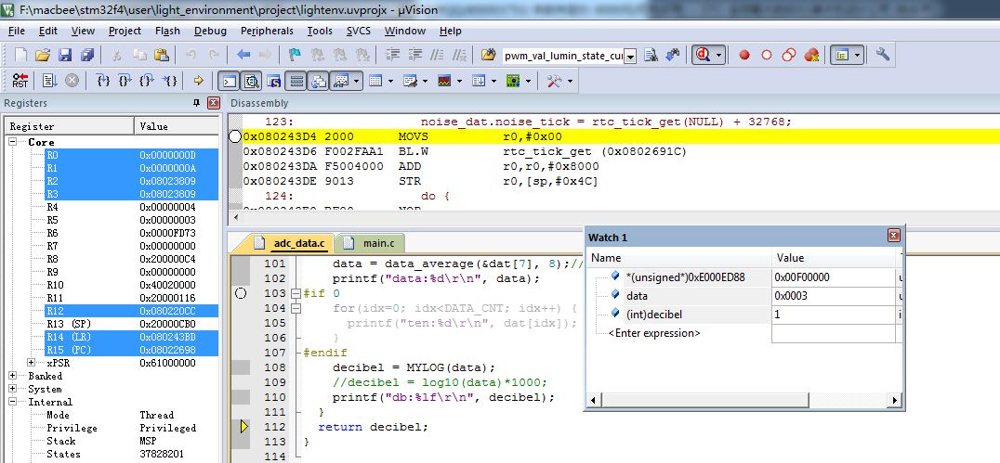 F:\macbee\stm32f4\user\light_environment\project\lightenv.uvprojx - µVision
File Edit View Project Flash Debug Peripherals Tools SVCS Window Help
pwm_val_lumin_state_cur
RST
Registers
Register Value
Core
R0 0x0000000D
R1 0x0000000A
R2 0x08023809
R3 0x08023809
R4 0x00000004
R5 0x00000003
R6 0x0000FD73
R7 0x00000000
R8 0x200000C4
R9 0x00000000
R10 0x40020000
R11 0x20000116
R12 0x080220CC
R13 (SP) 0x20000CB0
R14 (LR) 0x080243BD
R15 (PC) 0x08022698
xPSR 0x61000000
Banked
System
Internal
Mode Thread
Privilege Privileged
Stack MSP
States 37828201
Disassembly
123: noise_dat.noise_tick = rtc_tick_get(NULL) + 32768;
0x080243D4 2000 MOVS r0,#0x00
0x080243D6 F002FAA1 BL.W rtc_tick_get (0x0802691C)
0x080243DA F5004000 ADD r0,r0,#0x8000
0x080243DE 9013 STR r0,[sp,#0x4C]
124: do {
0x080243E0 BF00 NOP
adc_data.c main.c
101 data = data_average(&dat[7], 8);//
102 printf("data:%d\r\n", data);
103 #if 0
104 for(idx=0; idx<DATA_CNT; idx++) {
105 printf("ten:%d\r\n", dat[idx]);
106 }
107 #endif
108 decibel = MYLOG(data);
109 //decibel = log10(data)*1000;
110 printf("db:%lf\r\n", decibel);
111 }
112 return decibel;
113 }
114
Watch 1
Name Value
*(unsigned*)0xE000ED88 0x00F00000 u
data 0x0003 u
(int)decibel 1 i
<Enter expression>